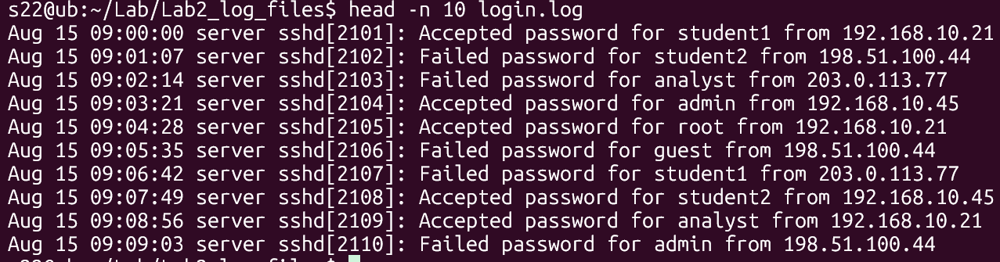 s22@ub:~/Lab/Lab2_log_files$ head -n 10 login.log
Aug 15 09:00:00 server sshd[2101]: Accepted password for student1 from 192.168.10.21
Aug 15 09:01:07 server sshd[2102]: Failed password for student2 from 198.51.100.44
Aug 15 09:02:14 server sshd[2103]: Failed password for analyst from 203.0.113.77
Aug 15 09:03:21 server sshd[2104]: Accepted password for admin from 192.168.10.45
Aug 15 09:04:28 server sshd[2105]: Accepted password for root from 192.168.10.21
Aug 15 09:05:35 server sshd[2106]: Failed password for guest from 198.51.100.44
Aug 15 09:06:42 server sshd[2107]: Failed password for student1 from 203.0.113.77
Aug 15 09:07:49 server sshd[2108]: Accepted password for student2 from 192.168.10.45
Aug 15 09:08:56 server sshd[2109]: Accepted password for analyst from 192.168.10.21
Aug 15 09:09:03 server sshd[2110]: Failed password for admin from 198.51.100.44